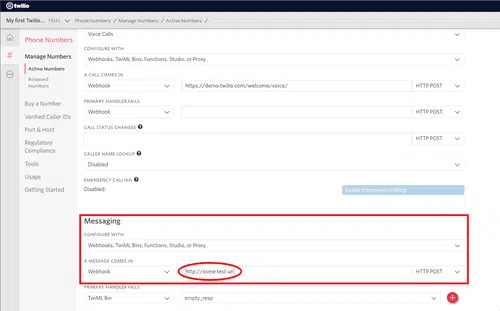 twilio
My first Twilio... TRIAL Phone Numbers / Manage Numbers / Active Numbers
Phone Numbers
Manage Numbers
Active Numbers
Released Numbers
Buy a Number
Verified Caller IDs
Port & Host
Regulatory Compliance
Tools
Usage
Getting Started
Voice Calls
CONFIGURE WITH
Webhooks, TwiML Bins, Functions, Studio, or Proxy
A CALL COMES IN
Webhook https://demo.twilio.com/welcome/voice/ HTTP POST
PRIMARY HANDLER FAILS
Webhook HTTP POST
CALL STATUS CHANGES
HTTP POST
CALLER NAME LOOKUP
Disabled
EMERGENCY CALLING
Disabled: Enable Emergency Calling
Messaging
CONFIGURE WITH
Webhooks, TwiML Bins, Functions, Studio, or Proxy
A MESSAGE COMES IN
Webhook http://some.test.url HTTP POST
PRIMARY HANDLER FAILS
TwiML Bin empty_resp